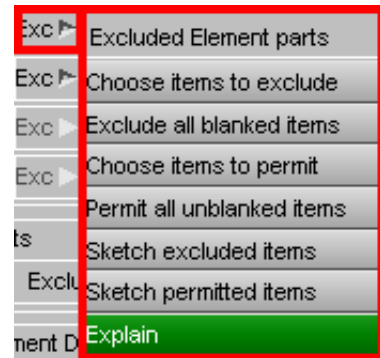 Exc Excluded Element parts
Exc Choose items to exclude
Exc Exclude all blanked items
Exc Choose items to permit
Permit all unblanked items
ts Sketch excluded items
Exclu Sketch permitted items
ment D Explain